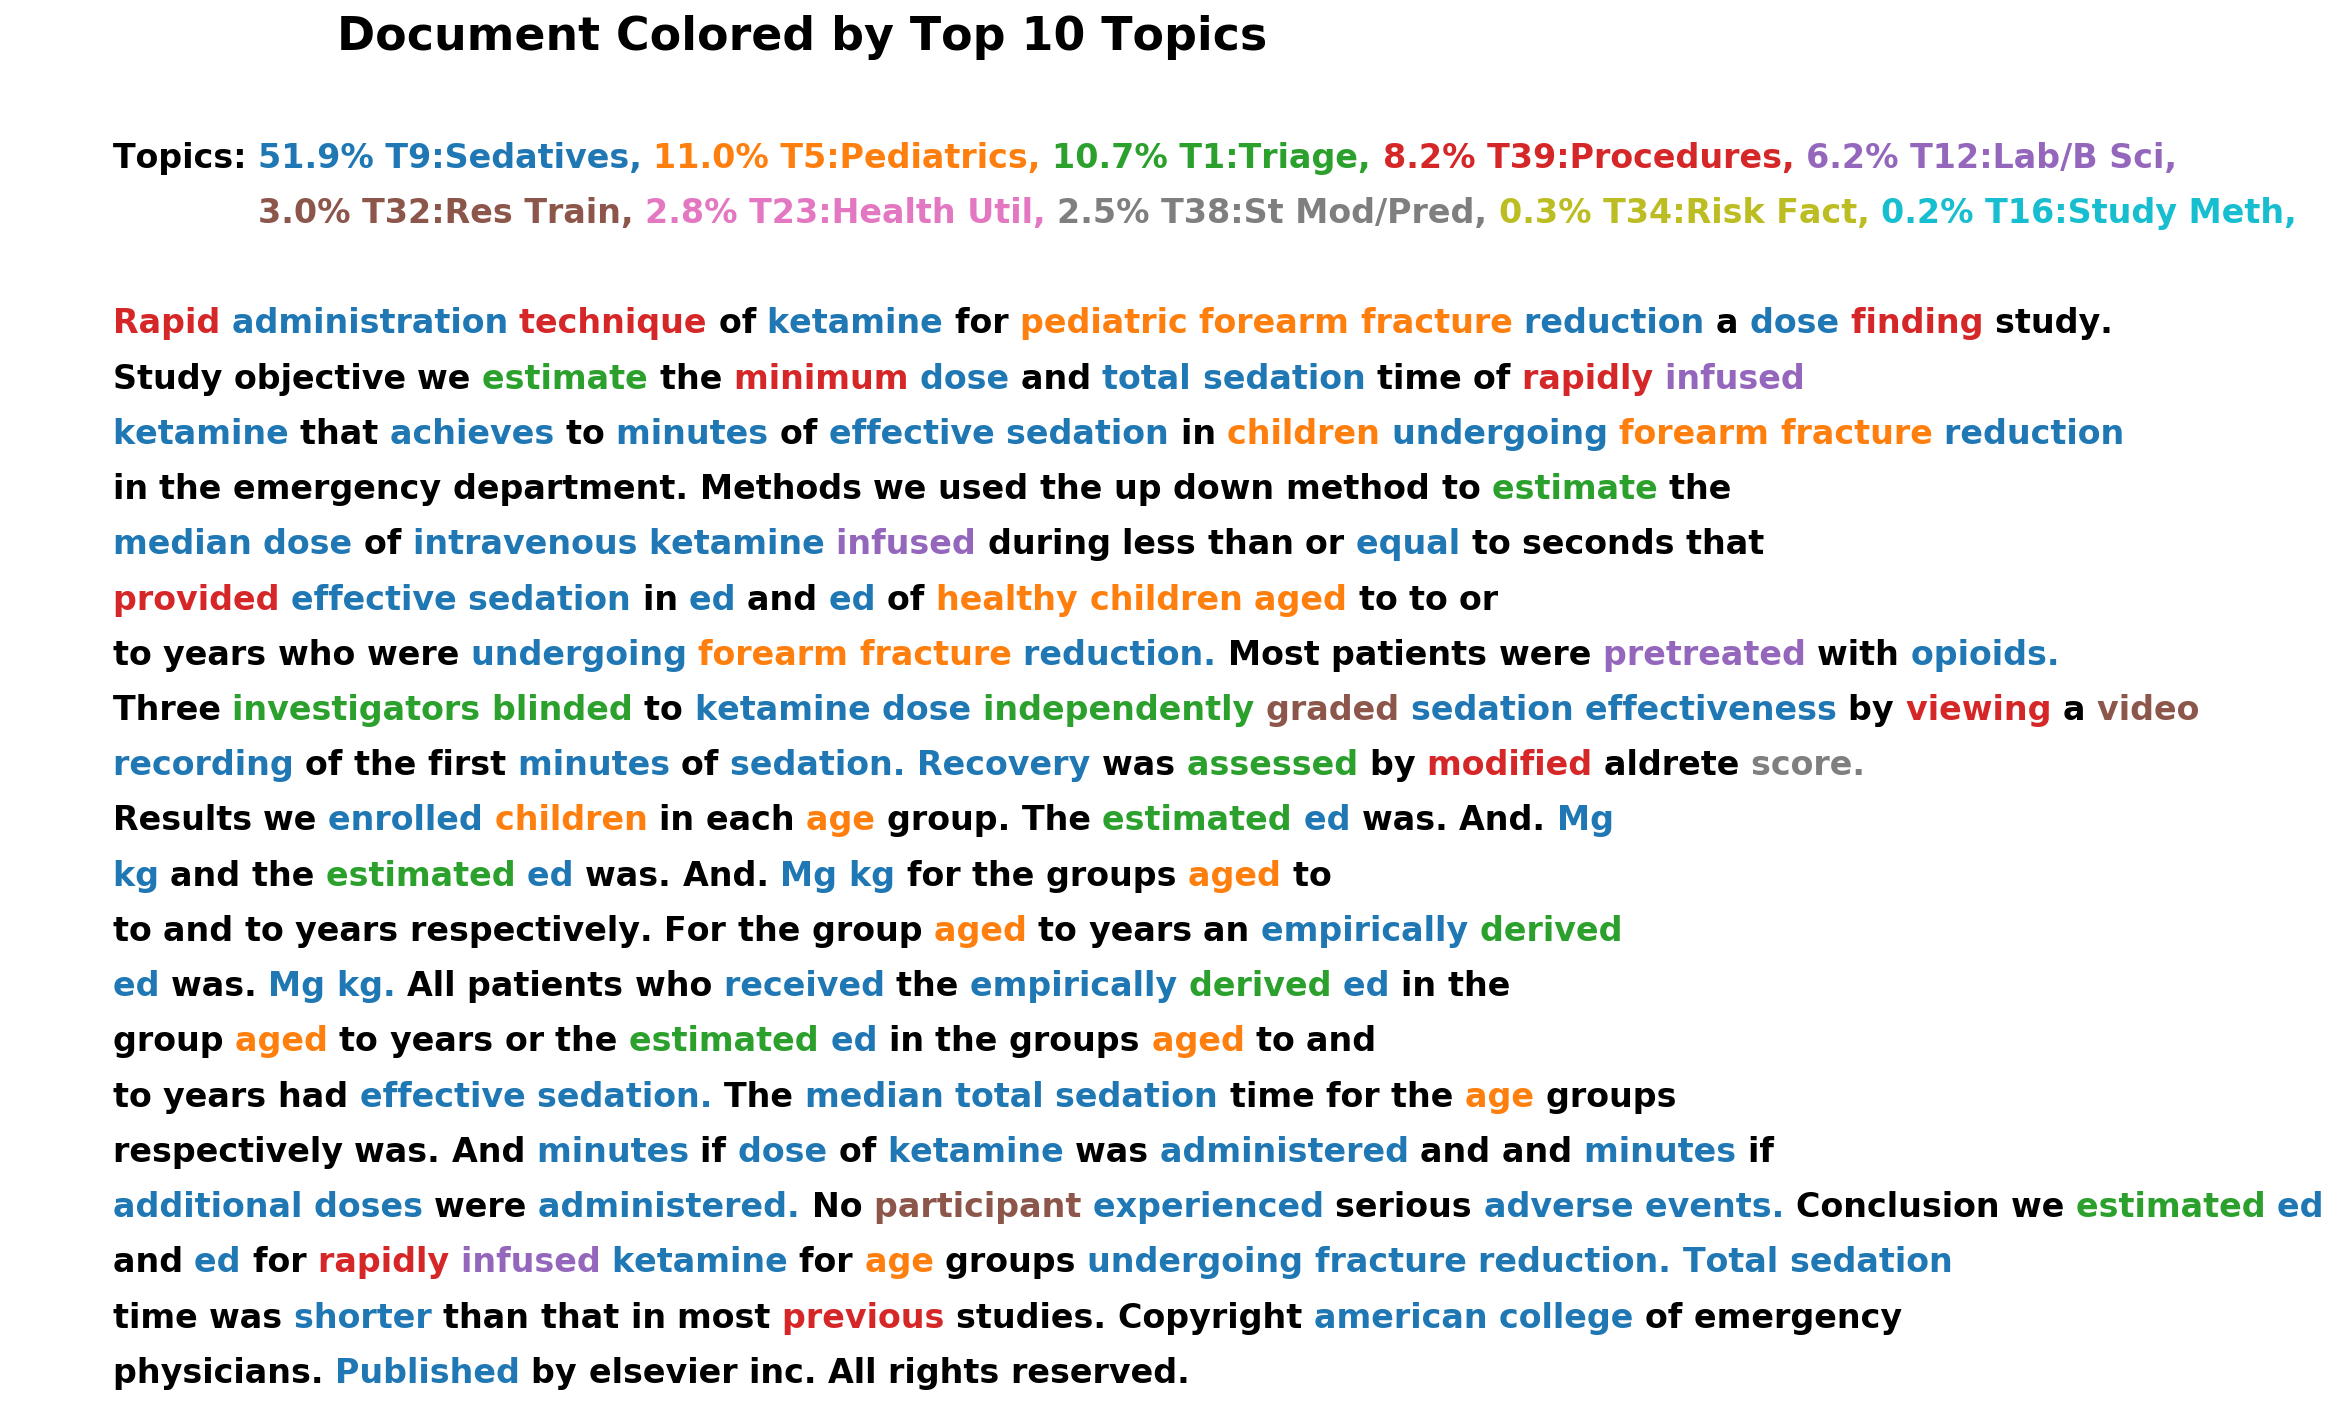 Document Colored by Top 10 Topics
Topics: 51.9% T9:Sedatives, 11.0% T5:Pediatrics, 10.7% T1:Triage, 8.2% T39:Procedures, 6.2% T12:Lab/B Sci,
3.0% T32:Res Train, 2.8% T23:Health Util, 2.5% T38:St Mod/Pred, 0.3% T34:Risk Fact, 0.2% T16:Study Meth,
Rapid administration technique of ketamine for pediatric forearm fracture reduction a dose finding study.
Study objective we estimate the minimum dose and total sedation time of rapidly infused
ketamine that achieves to minutes of effective sedation in children undergoing forearm fracture reduction
in the emergency department. Methods we used the up down method to estimate the
median dose of intravenous ketamine infused during less than or equal to seconds that
provided effective sedation in ed and ed of healthy children aged to to or
to years who were undergoing forearm fracture reduction. Most patients were pretreated with opioids.
Three investigators blinded to ketamine dose independently graded sedation effectiveness by viewing a video
recording of the first minutes of sedation. Recovery was assessed by modified aldrete score.
Results we enrolled children in each age group. The estimated ed was. And. Mg
kg and the estimated ed was. And. Mg kg for the groups aged to
to and to years respectively. For the group aged to years an empirically derived
ed was. Mg kg. All patients who received the empirically derived ed in the
group aged to years or the estimated ed in the groups aged to and
to years had effective sedation. The median total sedation time for the age groups
respectively was. And minutes if dose of ketamine was administered and and minutes if
additional doses were administered. No participant experienced serious adverse events. Conclusion we estimated ed
and ed for rapidly infused ketamine for age groups undergoing fracture reduction. Total sedation
time was shorter than that in most previous studies. Copyright american college of emergency
physicians. Published by elsevier inc. All rights reserved.